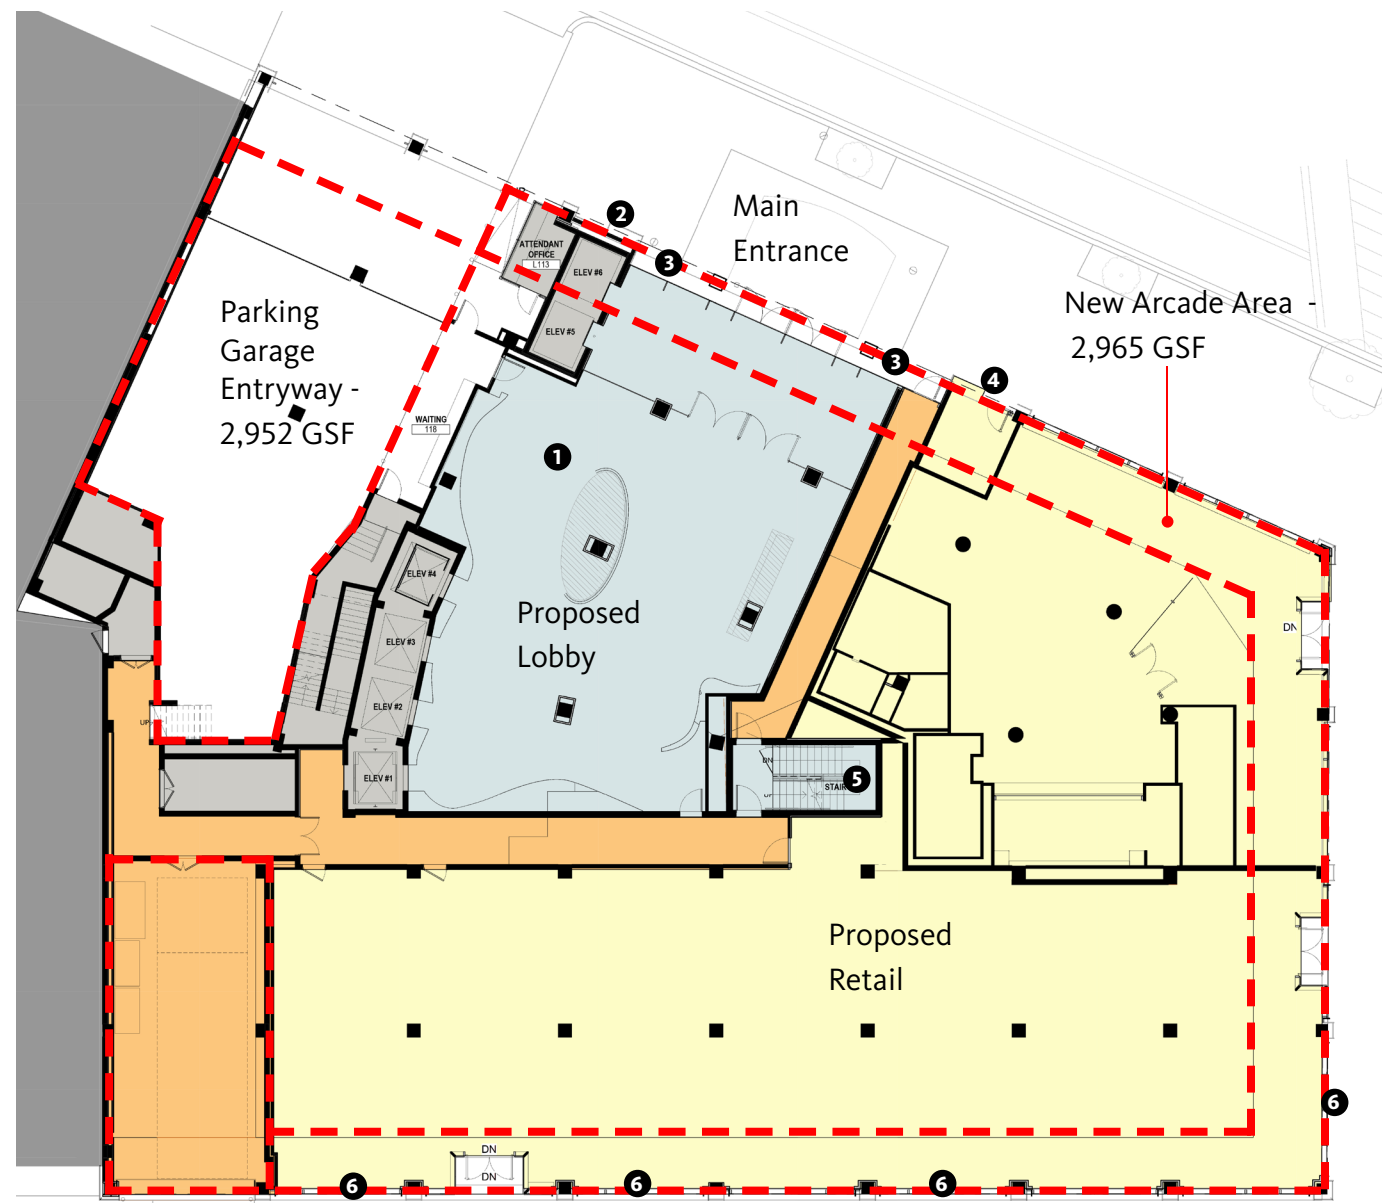 Main
Entrance
2
3
UP
ATTENDANT
OFFICE
L113
ELEV #6
ELEV #5
New Arcade Area -
2,965 GSF
Parking
Garage
Entryway -
2,952 GSF
3
4
WAITING
118
1
ELEV #4
Proposed
Lobby
ELEV #3
DN
ELEV #2
UP
ELEV #1
DN
UP
STAIR
5
Proposed
Retail
6
DN
DN
6
6
6